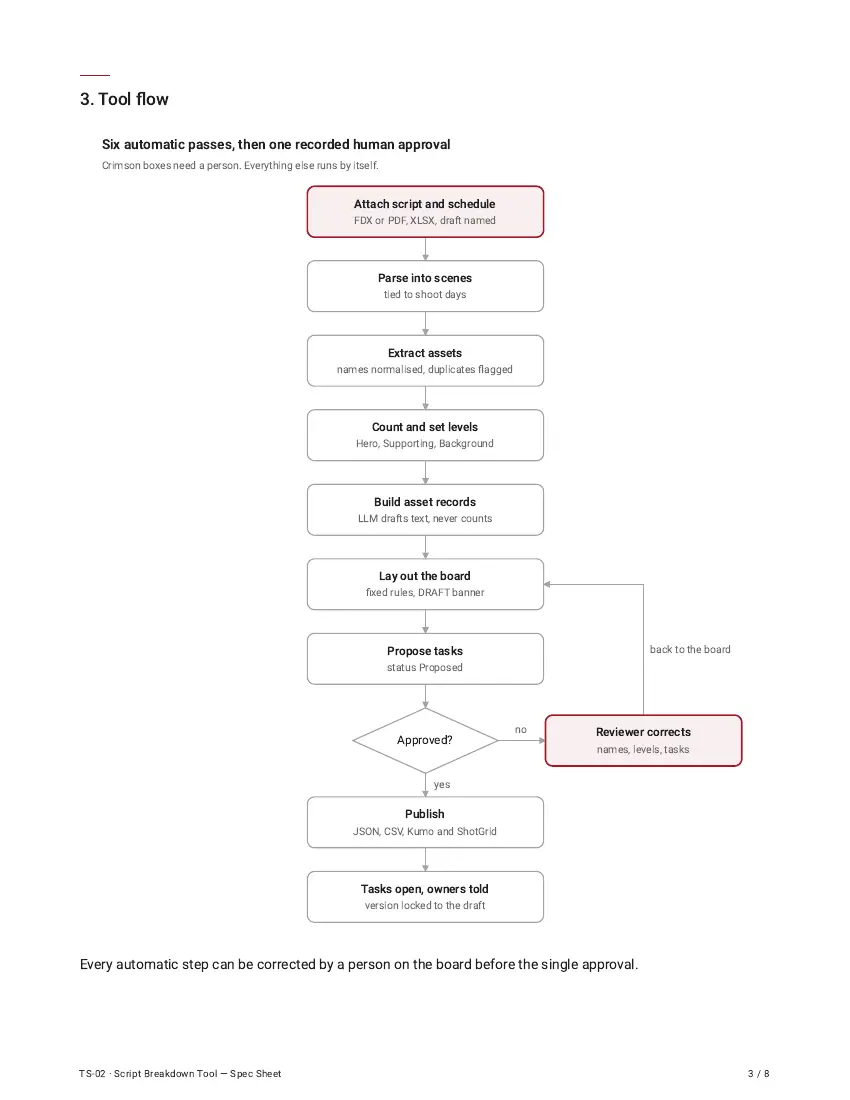 3. Tool flow
Six automatic passes, then one recorded human approval
Crimson boxes need a person. Everything else runs by itself.
Attach script and schedule
FDX or PDF, XLSX, draft named
Parse into scenes
tied to shoot days
Extract assets
names normalised, duplicates flagged
Count and set levels
Hero, Supporting, Background
Build asset records
LLM drafts text, never counts
Lay out the board
fixed rules, DRAFT banner
Propose tasks
status Proposed
back to the board
Approved?
no
Reviewer corrects
names, levels, tasks
yes
Publish
JSON, CSV, Kumo and ShotGrid
Tasks open, owners told
version locked to the draft
Every automatic step can be corrected by a person on the board before the single approval.
TS-02 · Script Breakdown Tool — Spec Sheet
3 / 8